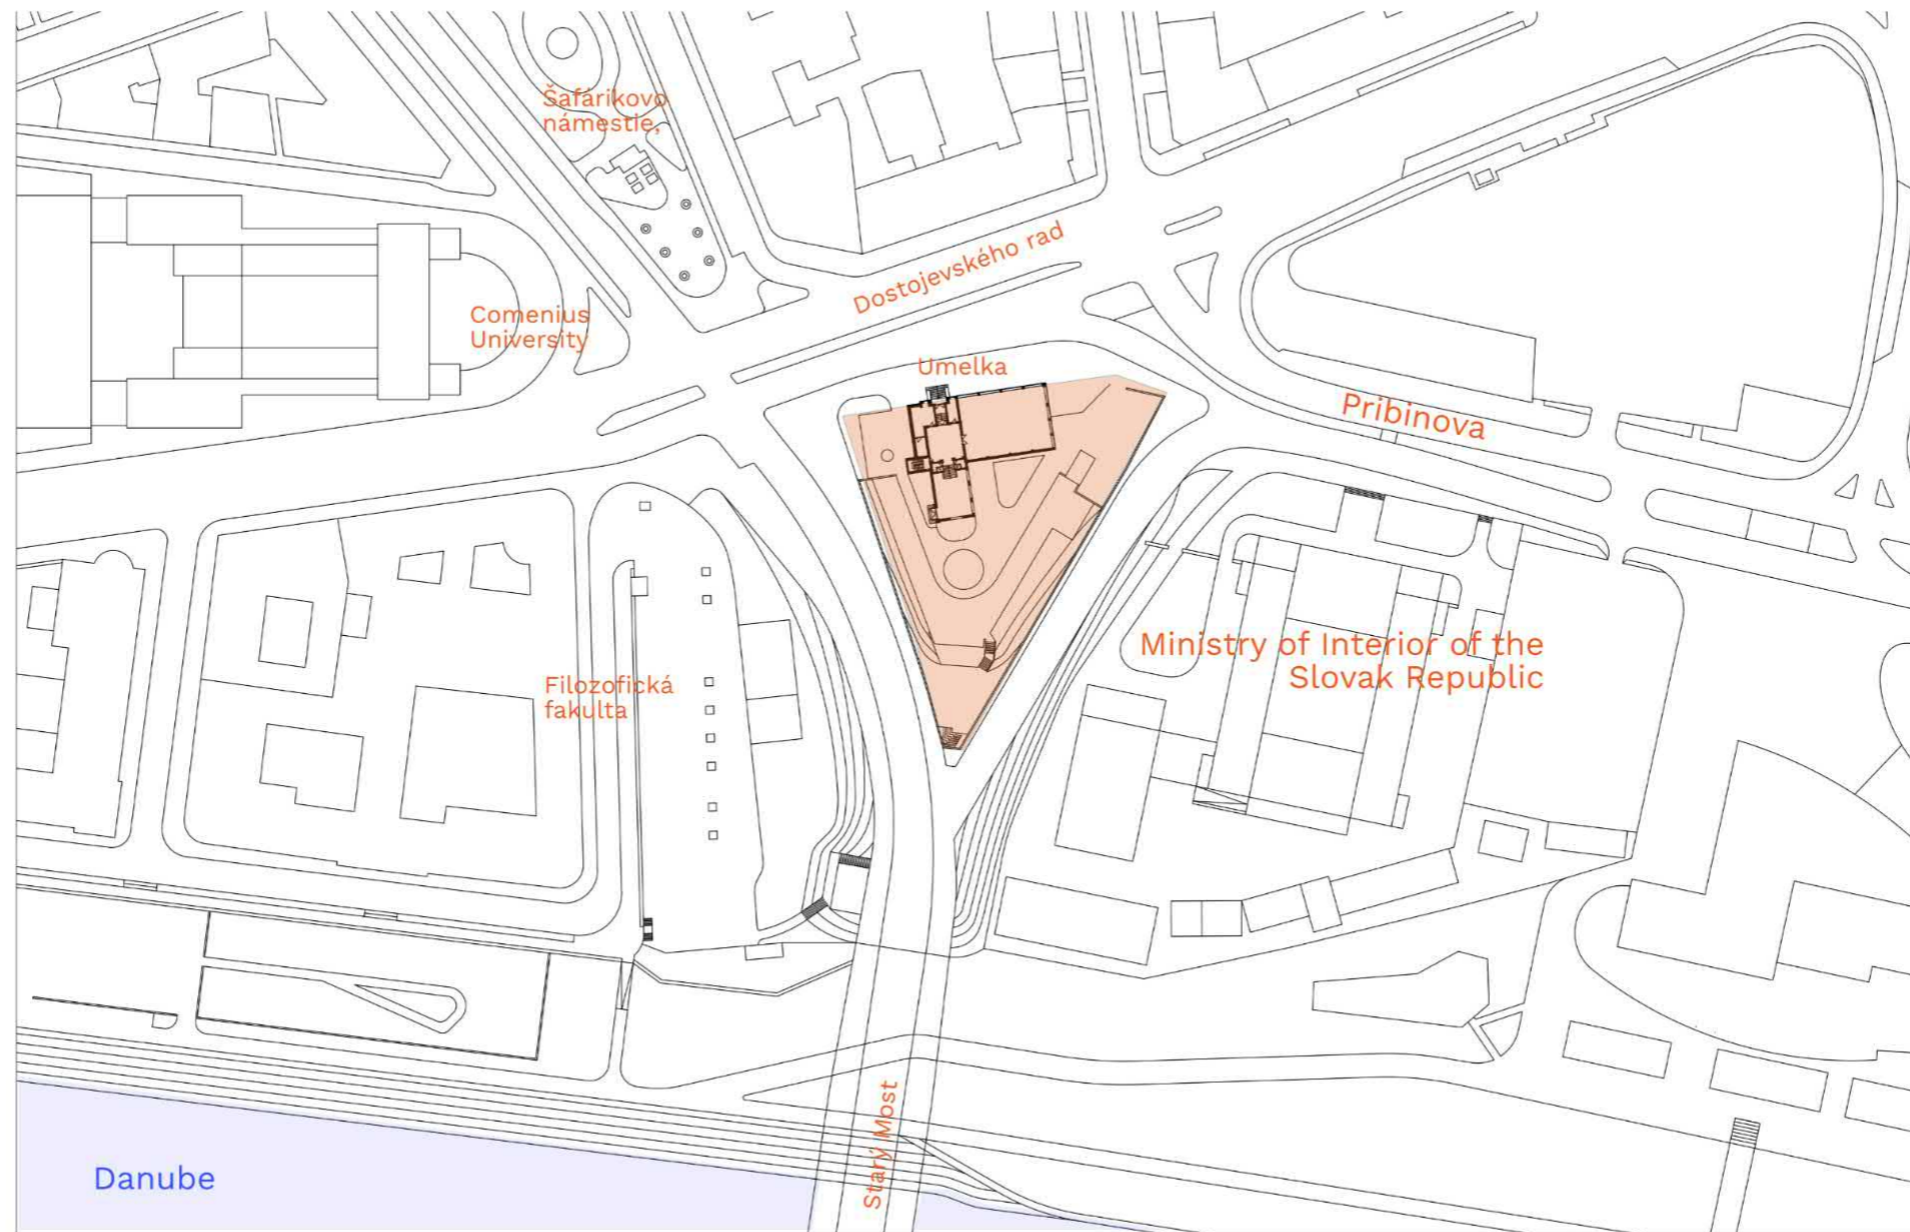 Šafárikovo
námestie,
Dostojevského rad
Comenius
University
Umelka
Pribinova
Ministry of Interior of the
Slovak Republic
Filozofická
fakulta
Starý Most
Danube